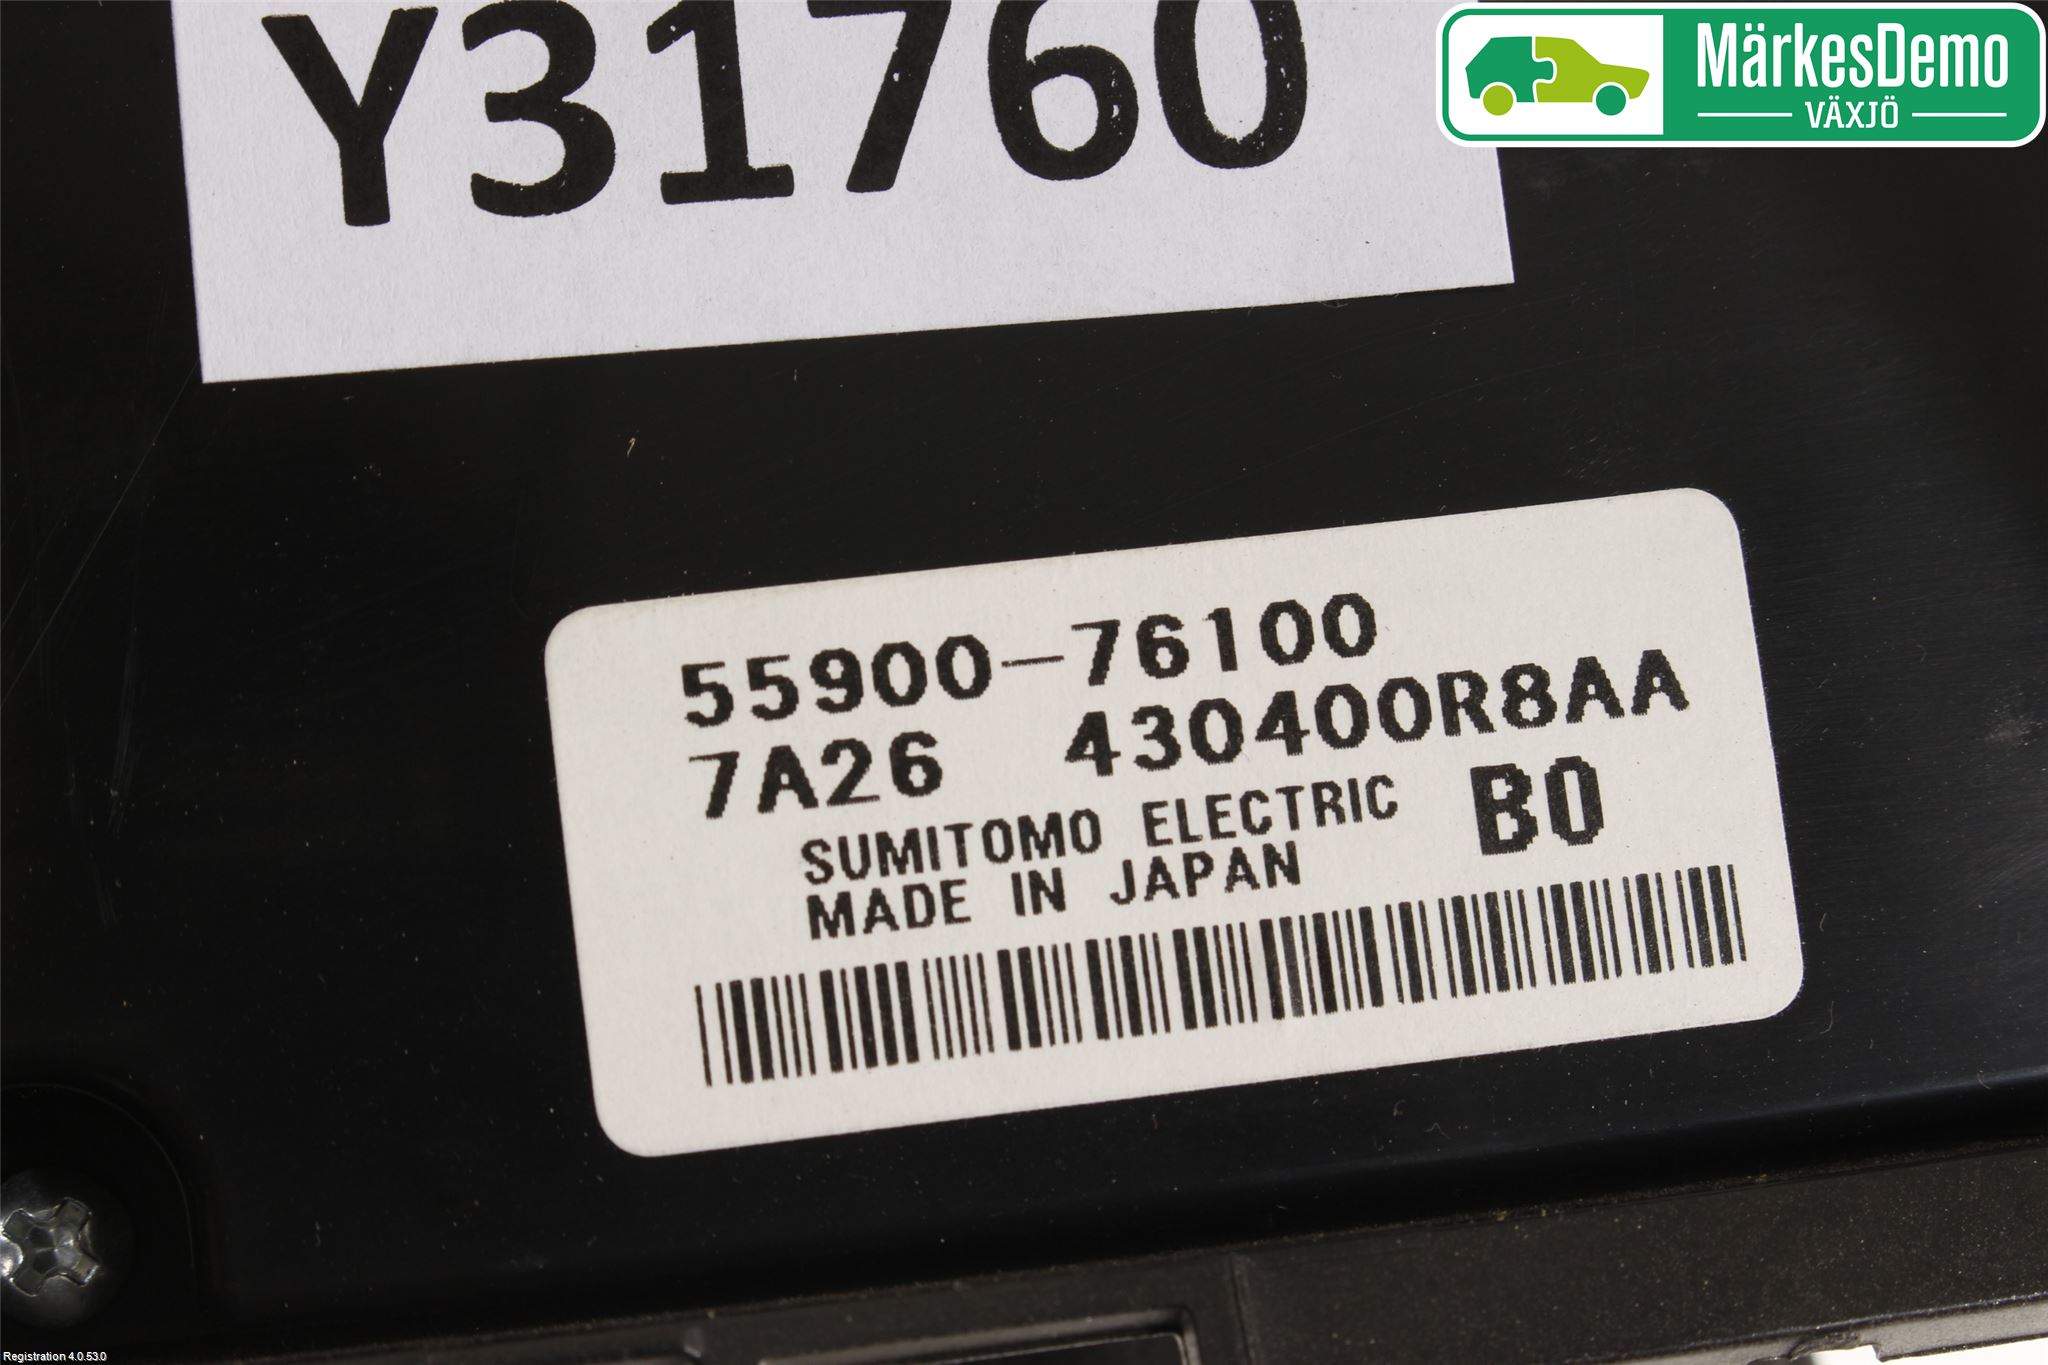 Y31760
MärkesDemo
VÄXJÖ
55900-76100
7A26 430400R8AA
SUMITOMO ELECTRIC B0
MADE IN JAPAN
Registration 4.0.53.0